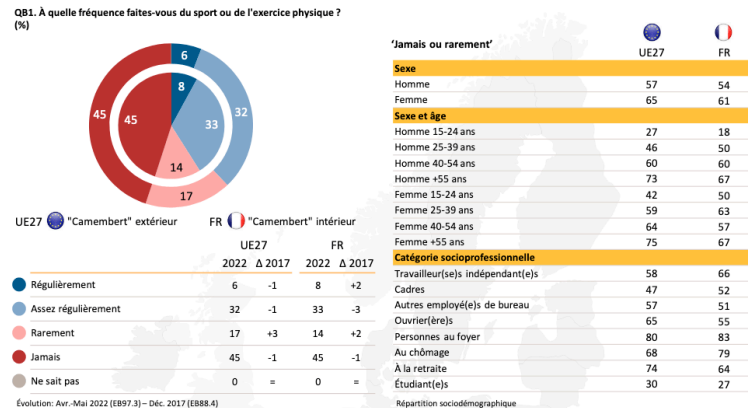 QB1. À quelle fréquence faites-vous du sport ou de l'exercice physique ?
(%)
6
8
32
33
45
45
14
17
UE27 "Camembert" extérieur FR "Camembert" intérieur
UE27 FR
2022 Δ 2017 2022 Δ 2017
Régulièrement 6 -1 8 +2
Assez régulièrement 32 -1 33 -3
Rarement 17 +3 14 +2
Jamais 45 -1 45 -1
Ne sait pas 0 = 0 =
Évolution: Avr.-Mai 2022 (EB97.3) – Déc. 2017 (EB88.4)
'Jamais ou rarement'
UE27 FR
Sexe
Homme 57 54
Femme 65 61
Sexe et âge
Homme 15-24 ans 27 18
Homme 25-39 ans 46 50
Homme 40-54 ans 60 60
Homme +55 ans 73 67
Femme 15-24 ans 42 50
Femme 25-39 ans 59 63
Femme 40-54 ans 64 57
Femme +55 ans 75 67
Catégorie socioprofessionnelle
Travailleur(se)s indépendant(e)s 58 66
Cadres 47 52
Autres employé(e)s de bureau 57 51
Ouvrier(ère)s 65 55
Personnes au foyer 80 83
Au chômage 68 79
À la retraite 74 64
Étudiant(e)s 30 27
Répartition sociodémographique